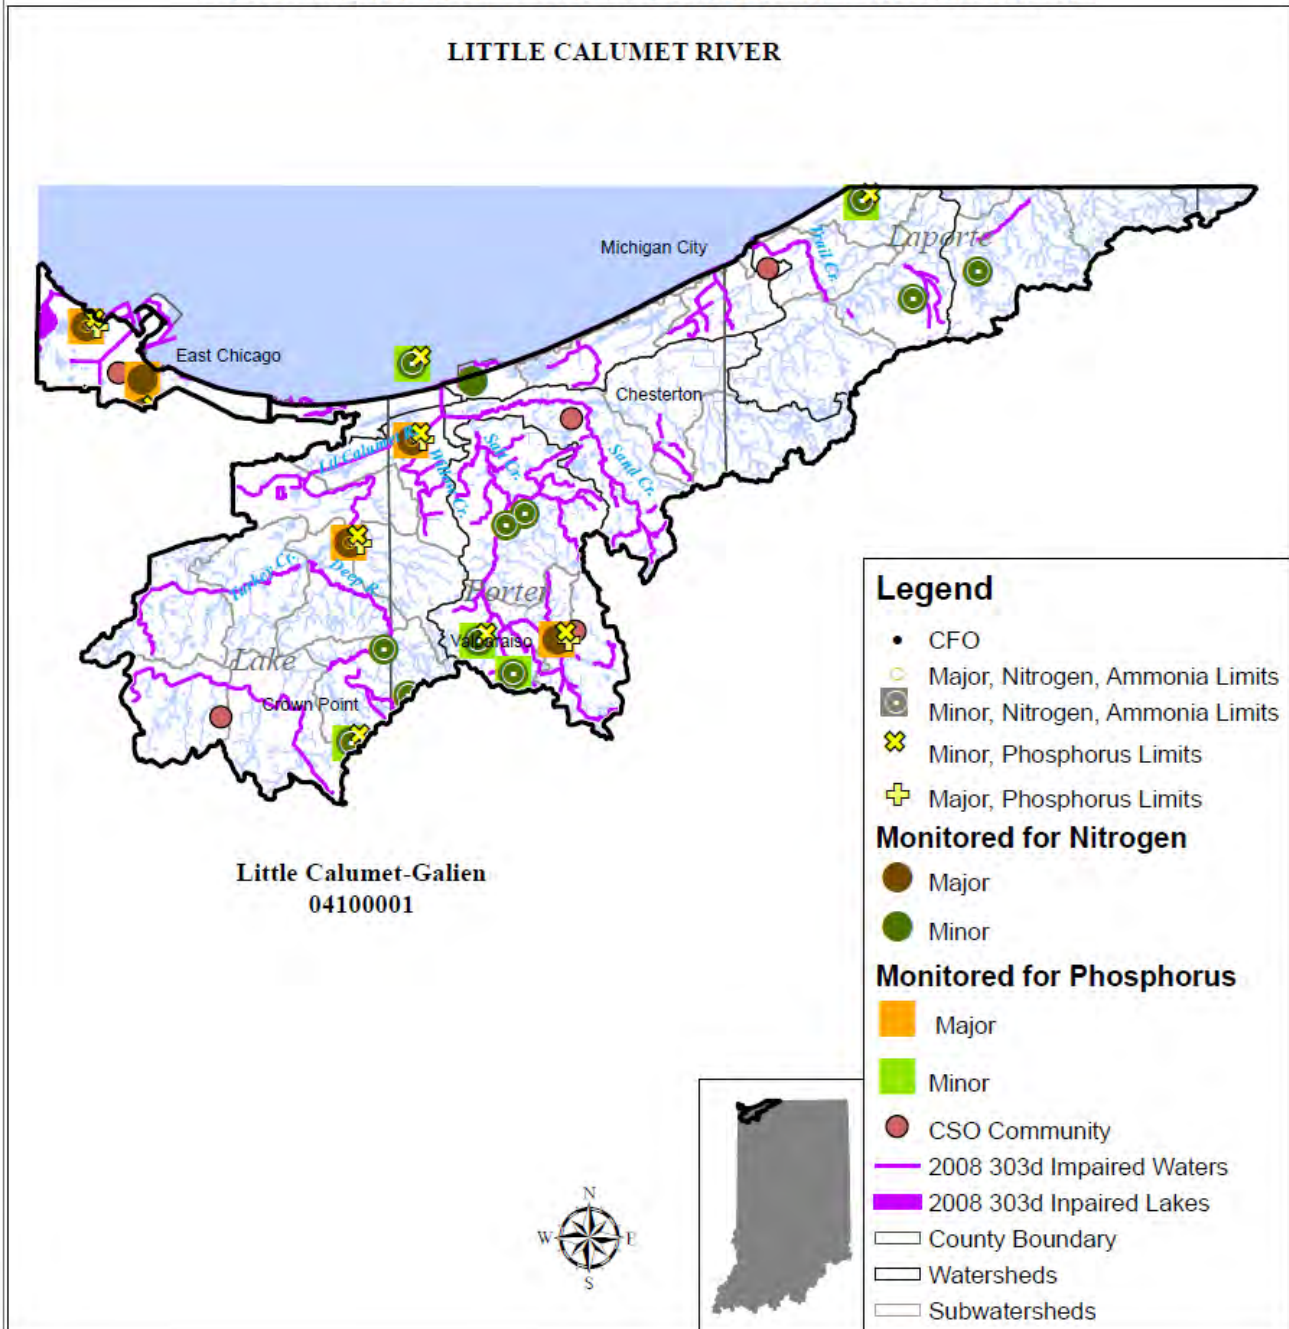 LITTLE CALUMET RIVER
Michigan City
Trail Cr.
Laporte
East Chicago
Chesterton
Lil Calumet R.
Salt Cr.
Sand Cr.
Turkey Cr.
Deep R.
Porter
Valparaiso
Lake
Crown Point
Little Calumet-Galien
04100001
Legend
CFO
Major, Nitrogen, Ammonia Limits
Minor, Nitrogen, Ammonia Limits
Minor, Phosphorus Limits
Major, Phosphorus Limits
Monitored for Nitrogen
Major
Minor
Monitored for Phosphorus
Major
Minor
CSO Community
2008 303d Impaired Waters
2008 303d Inpaired Lakes
County Boundary
Watersheds
Subwatersheds
N
W E
S